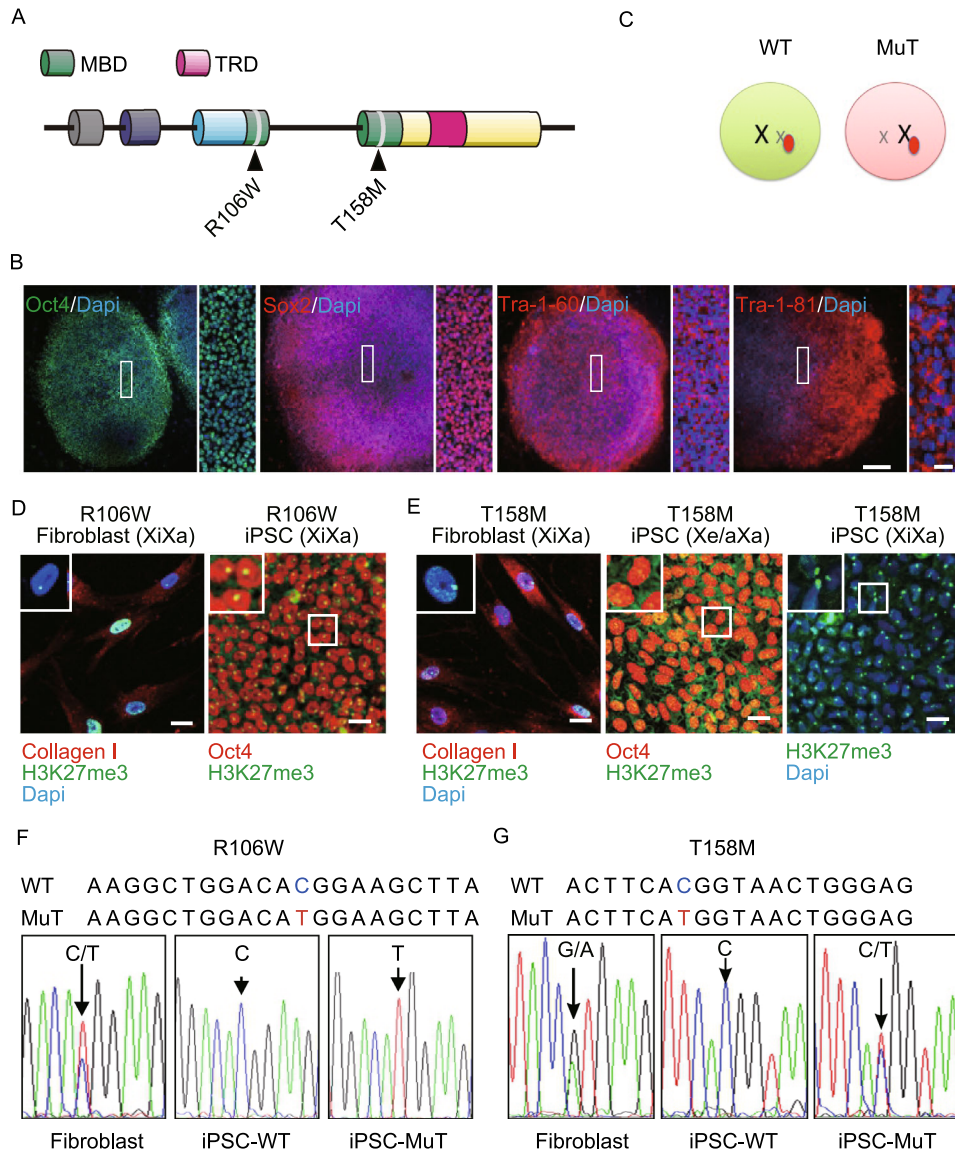 A
MBD
TRD
R106W
T158M
C
WT
MuT
X X
X X
B
Oct4/Dapi
Sox2/Dapi
Tra-1-60/Dapi
Tra-1-81/Dapi
D
R106W
Fibroblast (XiXa)
R106W
iPSC (XiXa)
Collagen I
H3K27me3
Dapi
Oct4
H3K27me3
E
T158M
Fibroblast (XiXa)
T158M
iPSC (Xe/aXa)
T158M
iPSC (XiXa)
Collagen I
H3K27me3
Dapi
Oct4
H3K27me3
H3K27me3
Dapi
F
R106W
WT AAGGCTGGACACGGAAGCTTA
MuT AAGGCTGGACATGGAAGCTTA
C/T
C
T
Fibroblast
iPSC-WT
iPSC-MuT
G
T158M
WT ACTTCACGGTAACTGGGAG
MuT ACTTCATGGTAACTGGGAG
G/A
C
C/T
Fibroblast
iPSC-WT
iPSC-MuT